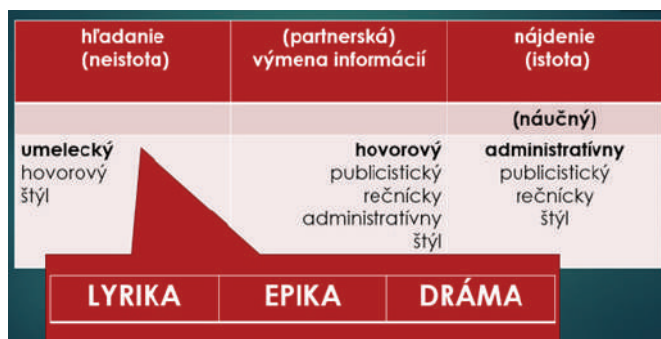 hľadanie
(neistota)
(partnerská)
výmena informácií
nájdenie
(istota)
(náučný)
umelecký
hovorový
štýl
hovorový
publicistický
rečnícky
administratívny
štýl
administratívny
publicistický
rečnícky
štýl
LYRIKA
EPIKA
DRÁMA